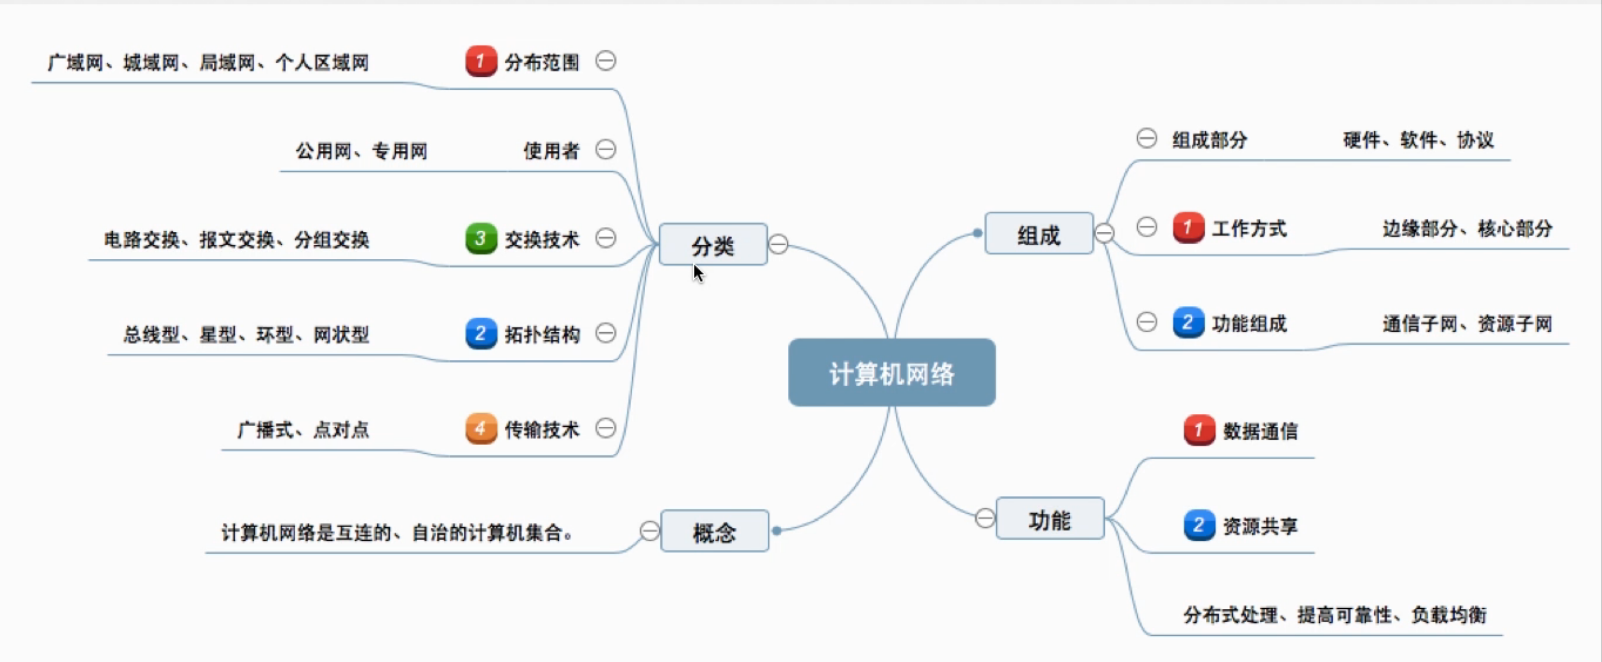 计算机网络
概念
计算机网络是互连的、自治的计算机集合。
组成
组成部分 硬件、软件、协议
1 工作方式 边缘部分、核心部分
2 功能组成 通信子网、资源子网
功能
1 数据通信
2 资源共享
分布式处理、提高可靠性、负载均衡
分类
广域网、城域网、局域网、个人区域网 1 分布范围
公用网、专用网 使用者
电路交换、报文交换、分组交换 3 交换技术
总线型、星型、环型、网状型 2 拓扑结构
广播式、点对点 4 传输技术